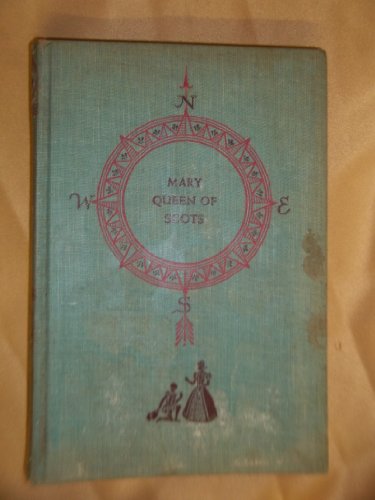 N
MARY
W QUEEN OF E
SCOTS
S